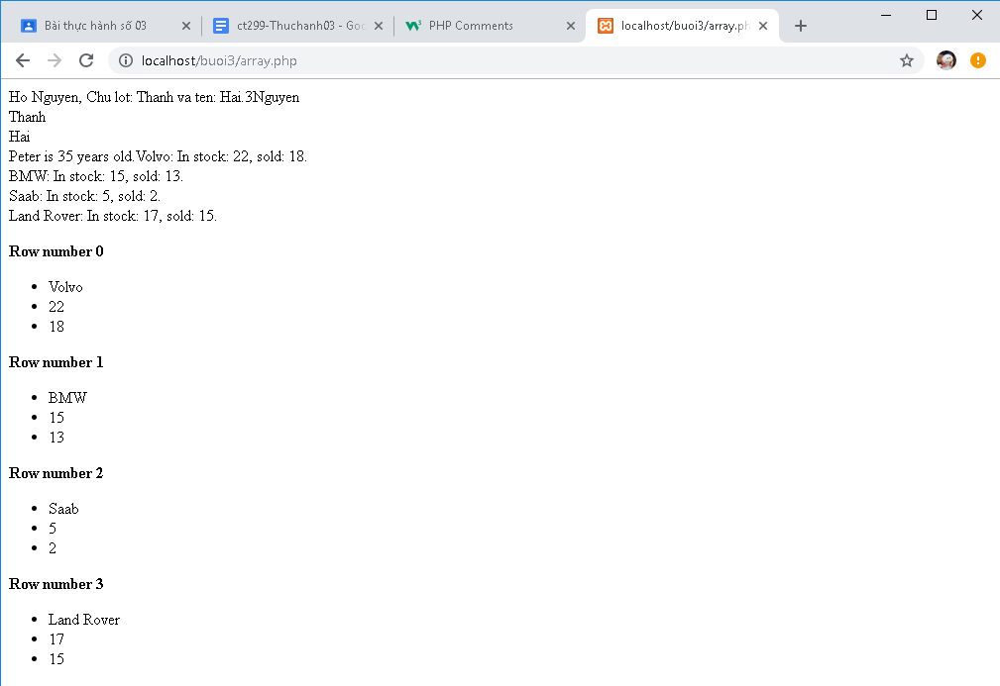 Bài thực hành số 03
ct299-Thuchanh03 - Goo
PHP Comments
localhost/buoi3/array.ph
localhost/buoi3/array.php
Ho Nguyen, Chu lot: Thanh va ten: Hai.3Nguyen
Thanh
Hai
Peter is 35 years old.Volvo: In stock: 22, sold: 18.
BMW: In stock: 15, sold: 13.
Saab: In stock: 5, sold: 2.
Land Rover: In stock: 17, sold: 15.
Row number 0
• Volvo
• 22
• 18
Row number 1
• BMW
• 15
• 13
Row number 2
• Saab
• 5
• 2
Row number 3
• Land Rover
• 17
• 15